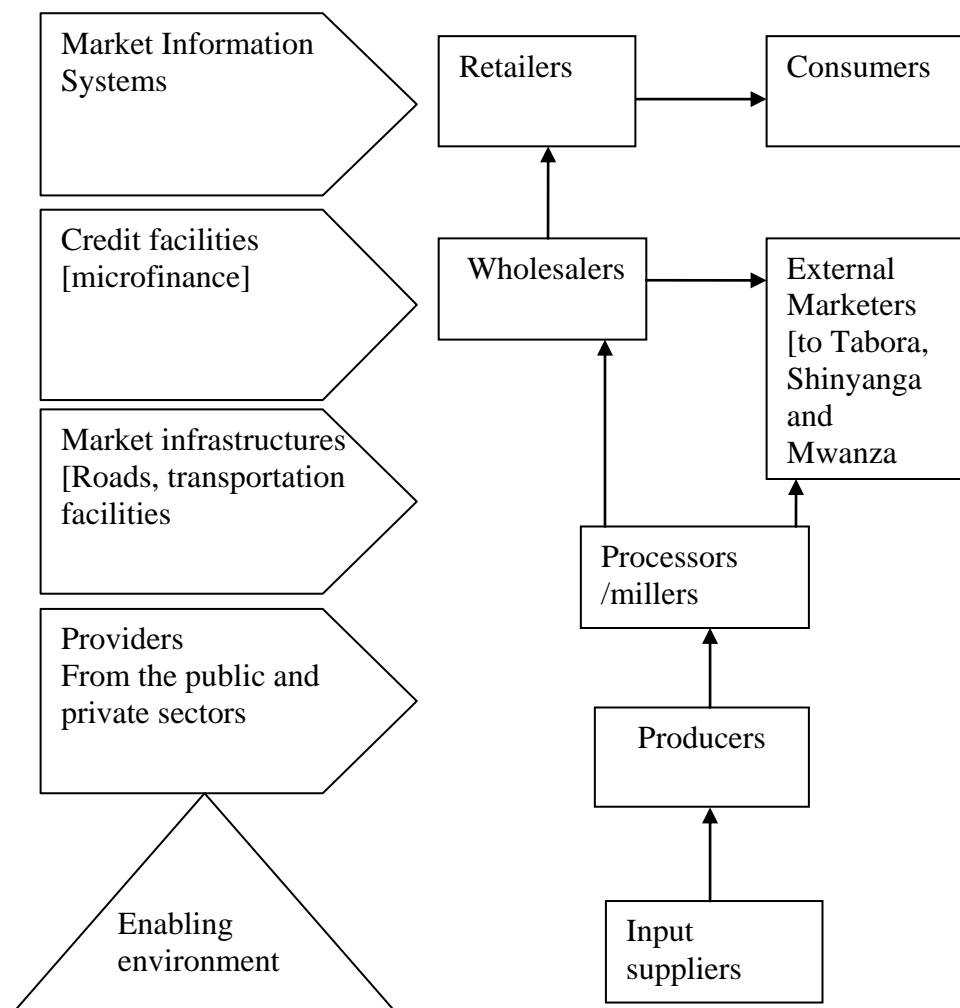 Market Information
Systems
Retailers
Consumers
Credit facilities
[microfinance]
Wholesalers
External
Marketers
[to Tabora,
Shinyanga
and
Mwanza
Market infrastructures
[Roads, transportation
facilities
Processors
/millers
Providers
From the public and
private sectors
Producers
Enabling
environment
Input
suppliers